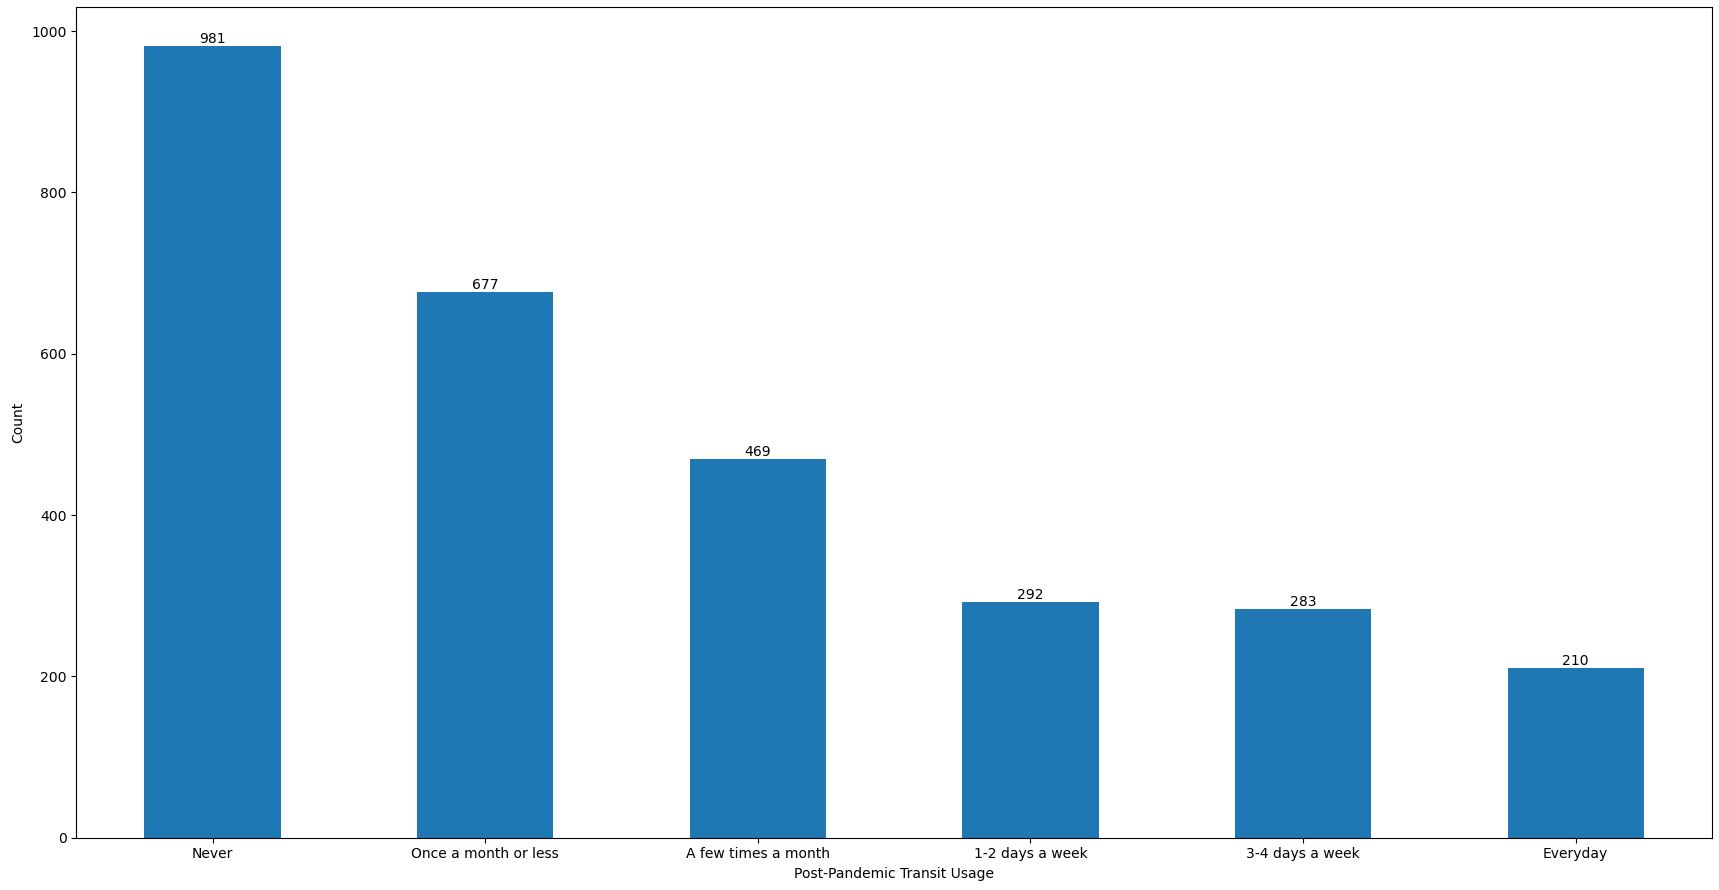 1000
800
600
400
200
0
Count
981
677
469
292
283
210
Never
Once a month or less
A few times a month
1-2 days a week
3-4 days a week
Everyday
Post-Pandemic Transit Usage